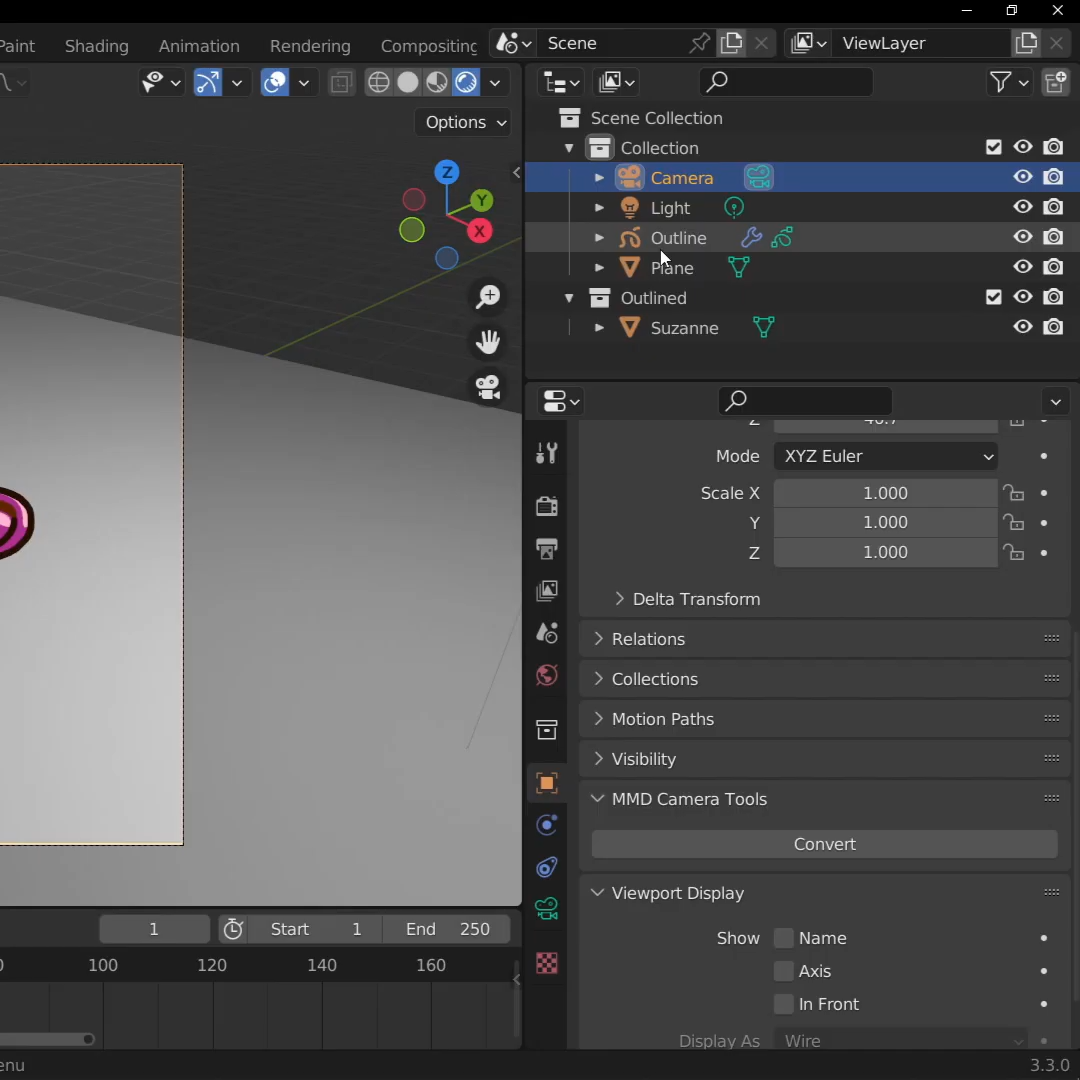 Paint Shading Animation Rendering Compositing Scene ViewLayer
Options
Scene Collection
Collection
Camera
Light
Outline
Plane
Outlined
Suzanne
Z
Y
X
Mode XYZ Euler
Scale X 1.000
Y 1.000
Z 1.000
Delta Transform
Relations
Collections
Motion Paths
Visibility
MMD Camera Tools
Convert
Viewport Display
Show Name
Axis
In Front
Display As Wire
1 Start 1 End 250
100 120 140 160
enu
3.3.0